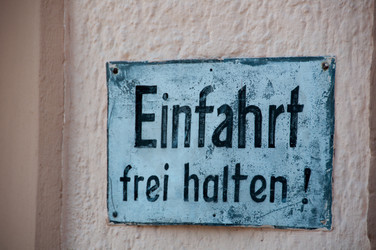 Einfahrt
frei halten !